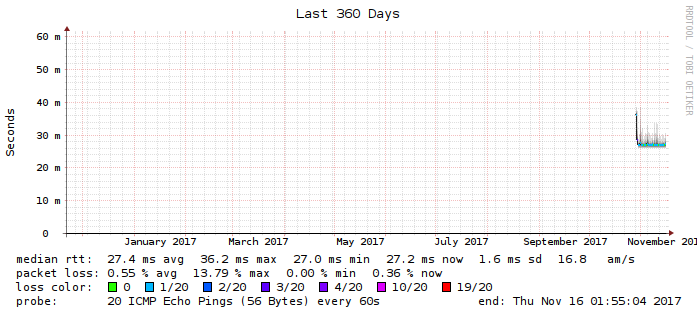 Last 360 Days
RRDTOOL / TOBI OETIKER
Seconds
60 m
50 m
40 m
30 m
20 m
10 m
0
January 2017 March 2017 May 2017 July 2017 September 2017 November 201
median rtt: 27.4 ms avg 36.2 ms max 27.0 ms min 27.2 ms now 1.6 ms sd 16.8 am/s
packet loss: 0.55 % avg 13.79 % max 0.00 % min 0.36 % now
loss color: 0 1/20 2/20 3/20 4/20 10/20 19/20
probe: 20 ICMP Echo Pings (56 Bytes) every 60s end: Thu Nov 16 01:55:04 2017